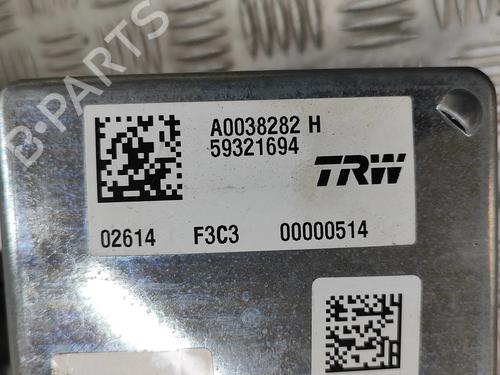 B-PARTS
A0038282 H
59321694
TRW
02614 F3C3 00000514